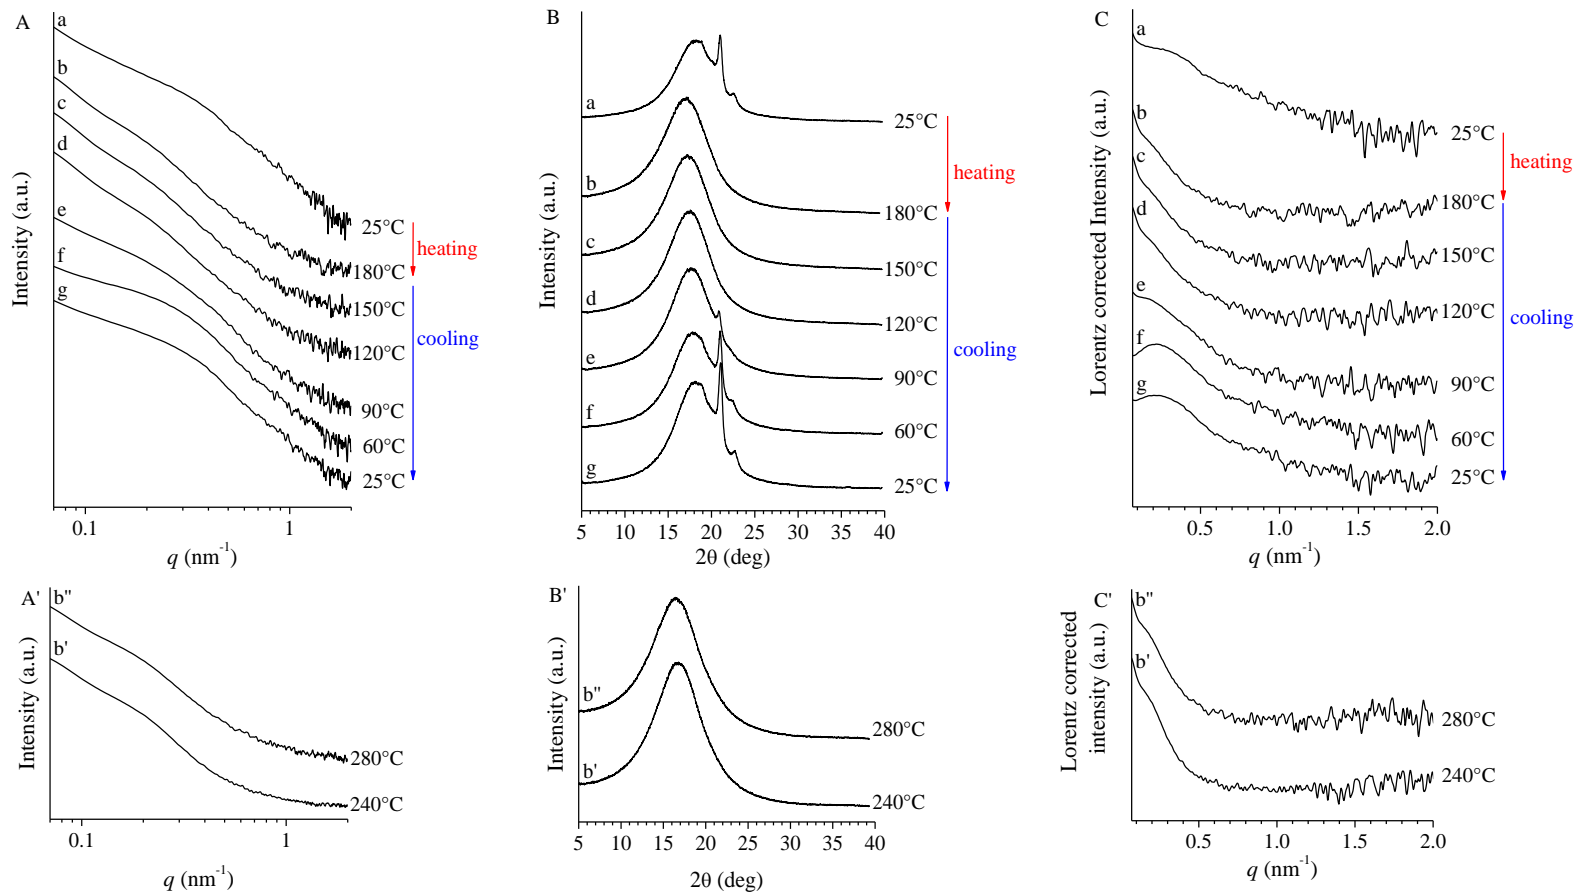 A
a
b
c
d
e
f
g
25°C
180°C
150°C
120°C
90°C
60°C
25°C
heating
cooling
Intensity (a.u.)
0.1 1
q (nm-1)
B
a
b
c
d
e
f
g
25°C
180°C
150°C
120°C
90°C
60°C
25°C
heating
cooling
Intensity (a.u.)
5 10 15 20 25 30 35 40
2θ (deg)
C
a
b
c
d
e
f
g
25°C
180°C
150°C
120°C
90°C
60°C
25°C
heating
cooling
Lorentz corrected Intensity (a.u.)
0.5 1.0 1.5 2.0
q (nm-1)
A'
b"
b'
280°C
240°C
Intensity (a.u.)
0.1 1
q (nm-1)
B'
b"
b'
280°C
240°C
Intensity (a.u.)
5 10 15 20 25 30 35 40
2θ (deg)
C'
b"
b'
280°C
240°C
Lorentz corrected
intensity (a.u.)
0.5 1.0 1.5 2.0
q (nm-1)